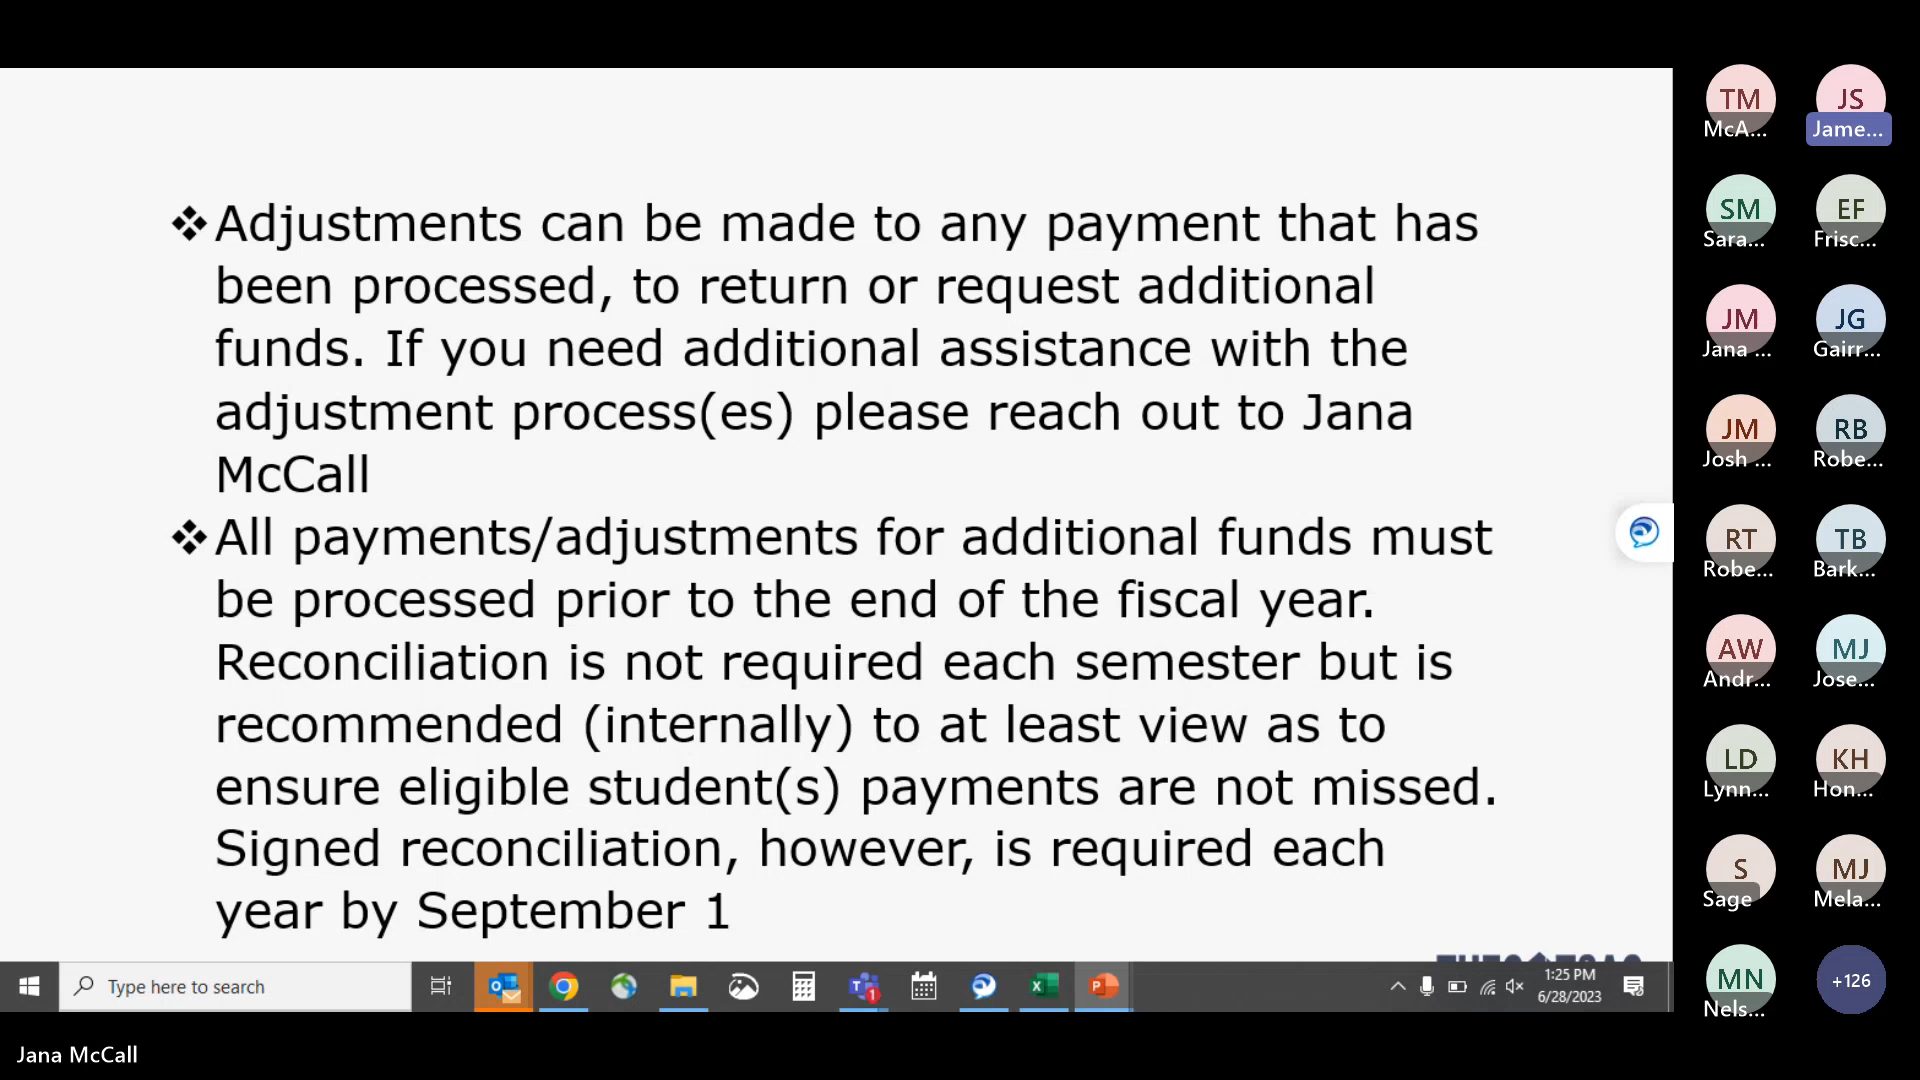 ❖Adjustments can be made to any payment that has
been processed, to return or request additional
funds. If you need additional assistance with the
adjustment process(es) please reach out to Jana
McCall
❖All payments/adjustments for additional funds must
be processed prior to the end of the fiscal year.
Reconciliation is not required each semester but is
recommended (internally) to at least view as to
ensure eligible student(s) payments are not missed.
Signed reconciliation, however, is required each
year by September 1
Type here to search
1
1:25 PM
6/28/2023
Jana McCall
TM
McA...
JS
Jame...
SM
Sara...
EF
Frisc...
JM
Jana ...
JG
Gairr...
JM
Josh ...
RB
Robe...
RT
Robe...
TB
Bark...
AW
Andr...
MJ
Jose...
LD
Lynn...
KH
Hon...
S
Sage
MJ
Mela...
MN
Nels...
+126